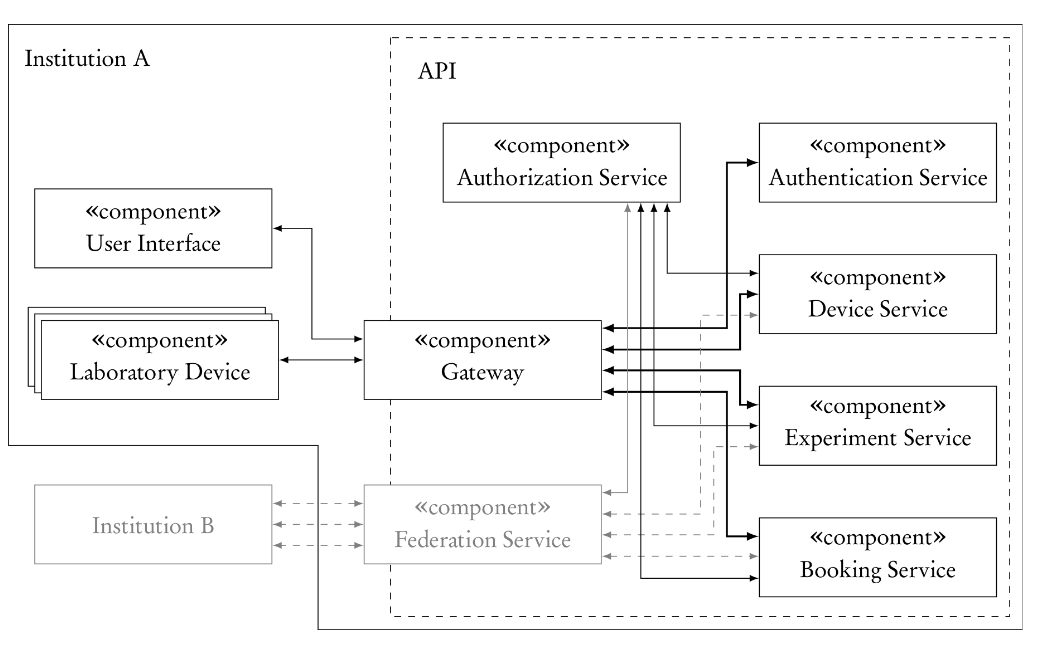 Institution A
API
«component»
Authorization Service
«component»
Authentication Service
«component»
User Interface
«component»
Device Service
«component»
Laboratory Device
«component»
Gateway
«component»
Experiment Service
Institution B
«component»
Federation Service
«component»
Booking Service